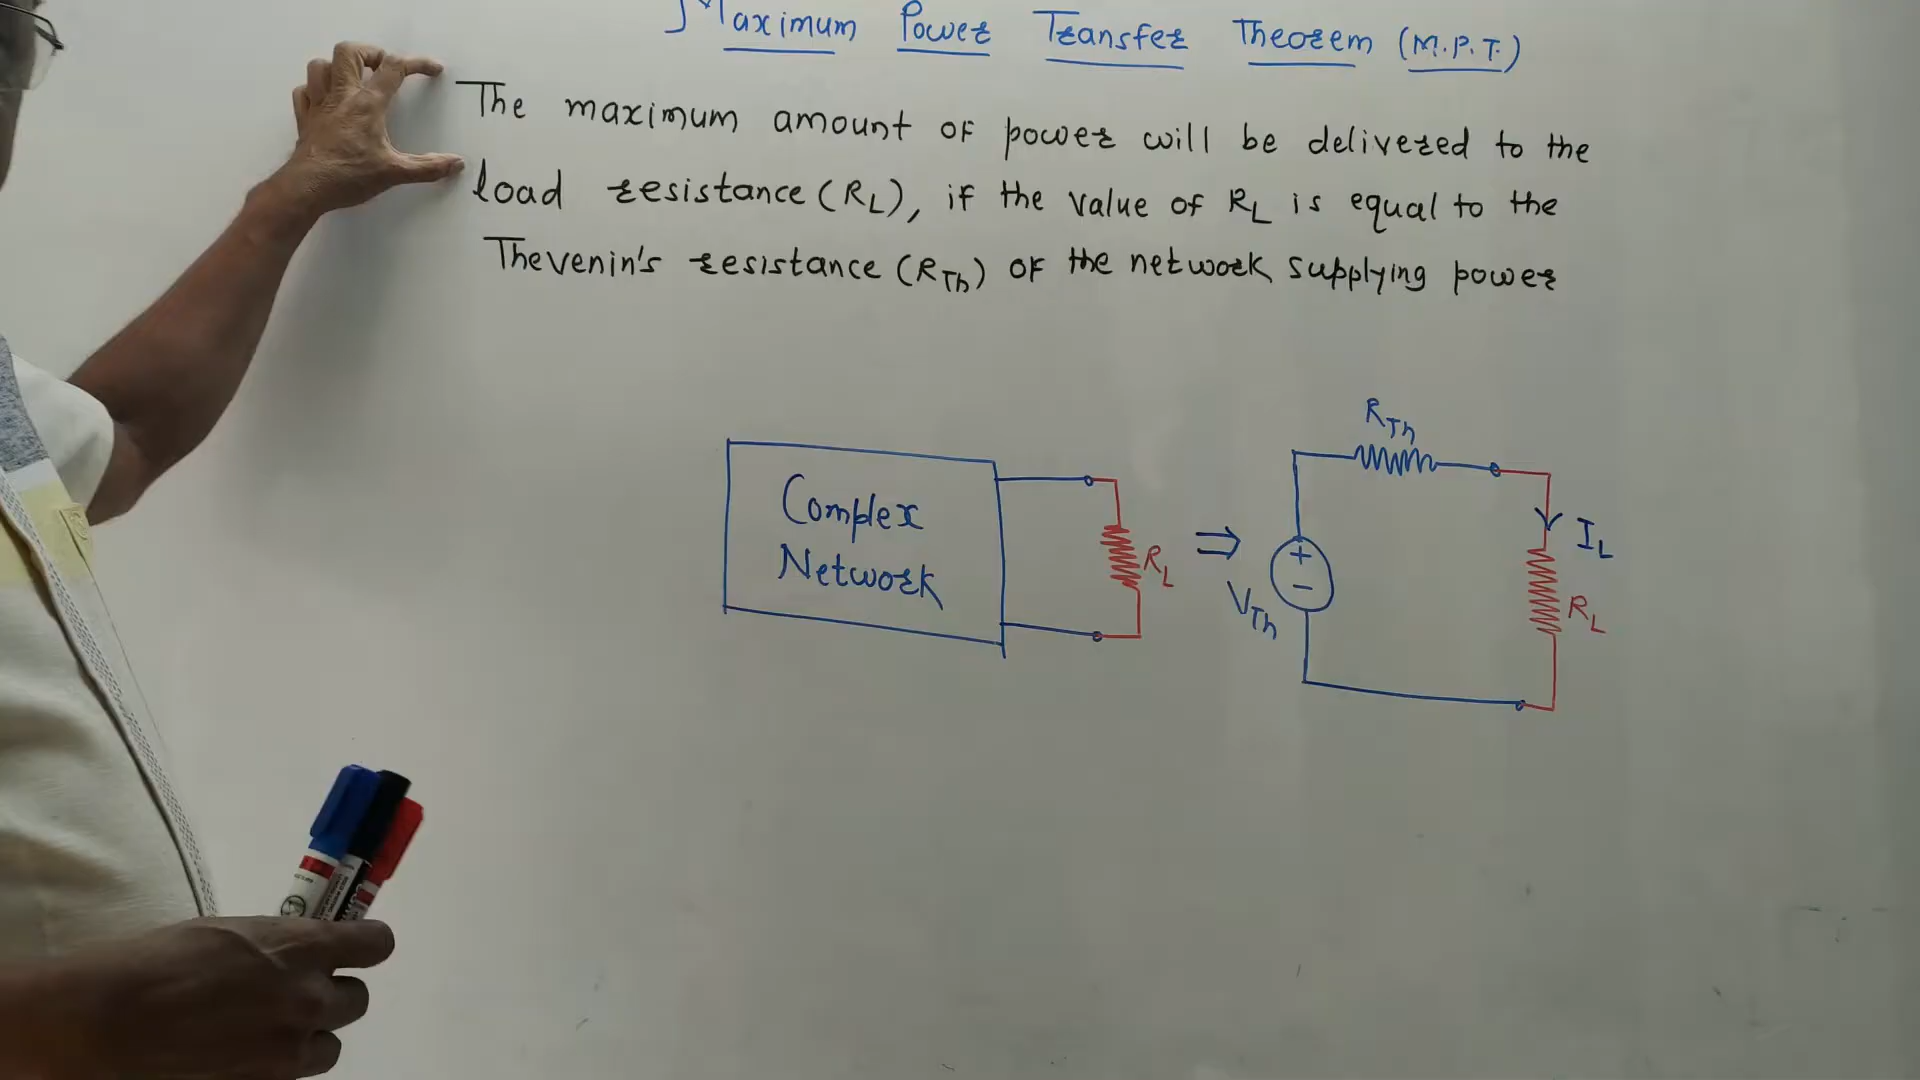 Maximum Power Transfer Theorem (M.P.T.)
The maximum amount of power will be delivered to the
load resistance (RL), if the value of RL is equal to the
Thevenin's resistance (RTh) of the network supplying power
RTh
Complex
Network
RL
⇒
+
−
VTh
IL
RL